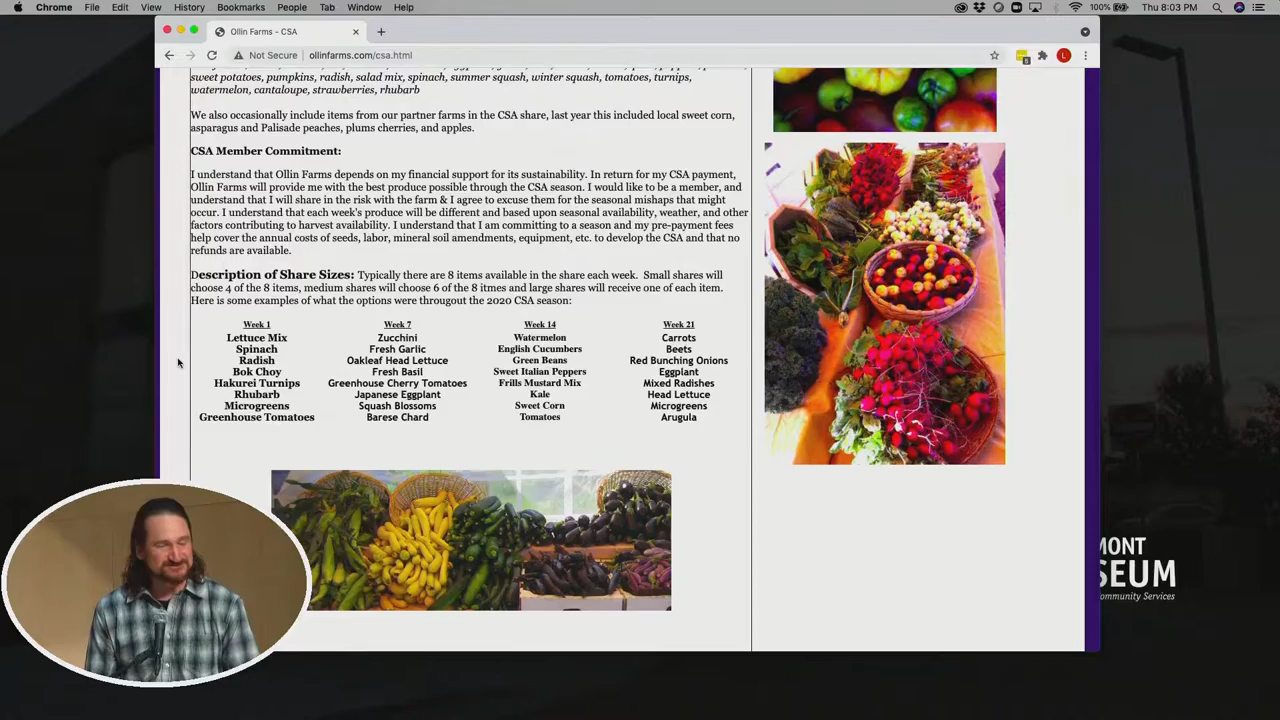 Chrome File Edit View History Bookmarks People Tab Window Help
100% Thu 8:03 PM
Ollin Farms - CSA
Not Secure ollinfarms.com/csa.html
L
sweet potatoes, pumpkins, radish, salad mix, spinach, summer squash, winter squash, tomatoes, turnips,
watermelon, cantaloupe, strawberries, rhubarb
We also occasionally include items from our partner farms in the CSA share, last year this included local sweet corn,
asparagus and Palisade peaches, plums cherries, and apples.
CSA Member Commitment:
I understand that Ollin Farms depends on my financial support for its sustainability. In return for my CSA payment,
Ollin Farms will provide me with the best produce possible through the CSA season. I would like to be a member, and
understand that I will share in the risk with the farm & I agree to excuse them for the seasonal mishaps that might
occur. I understand that each week's produce will be different and based upon seasonal availability, weather, and other
factors contributing to harvest availability. I understand that I am committing to a season and my pre-payment fees
help cover the annual costs of seeds, labor, mineral soil amendments, equipment, etc. to develop the CSA and that no
refunds are available.
Description of Share Sizes: Typically there are 8 items available in the share each week. Small shares will
choose 4 of the 8 items, medium shares will choose 6 of the 8 itmes and large shares will receive one of each item.
Here is some examples of what the options were througout the 2020 CSA season:
Week 1 Week 7 Week 14 Week 21
Lettuce Mix Zucchini Watermelon Carrots
Spinach Fresh Garlic English Cucumbers Beets
Radish Oakleaf Head Lettuce Green Beans Red Bunching Onions
Bok Choy Fresh Basil Sweet Italian Peppers Eggplant
Hakurei Turnips Greenhouse Cherry Tomatoes Frills Mustard Mix Mixed Radishes
Rhubarb Japanese Eggplant Kale Head Lettuce
Microgreens Squash Blossoms Sweet Corn Microgreens
Greenhouse Tomatoes Barese Chard Tomatoes Arugula
MONT
SEUM
ommunity Services